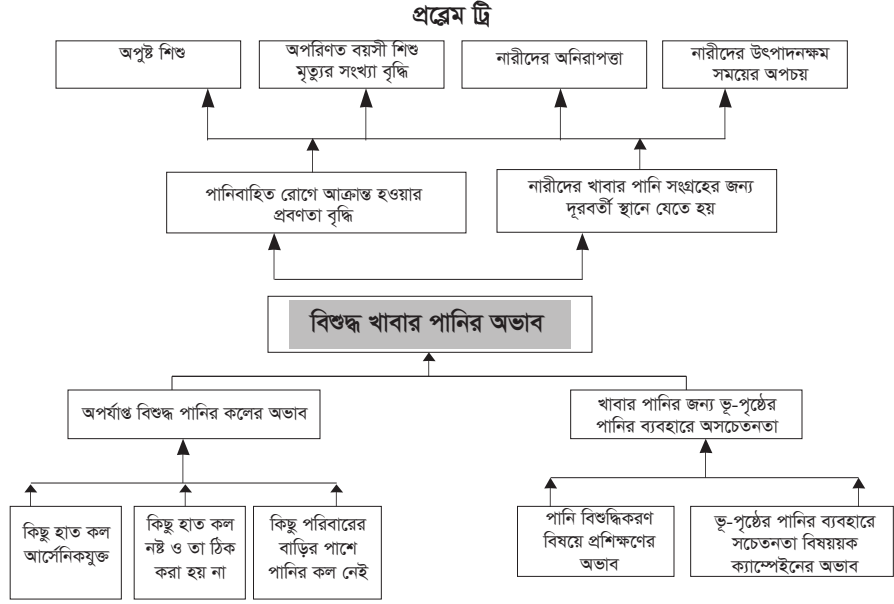 প্রব্লেম ট্রি
অপুষ্ট শিশু
অপরিণত বয়সী শিশু
মৃত্যুর সংখ্যা বৃদ্ধি
নারীদের অনিরাপত্তা
নারীদের উৎপাদনক্ষম
সময়ের অপচয়
পানিবাহিত রোগে আক্রান্ত হওয়ার
প্রবণতা বৃদ্ধি
নারীদের খাবার পানি সংগ্রহের জন্য
দূরবর্তী স্থানে যেতে হয়
বিশুদ্ধ খাবার পানির অভাব
অপর্যাপ্ত বিশুদ্ধ পানির কলের অভাব
খাবার পানির জন্য ভূ-পৃষ্ঠের
পানির ব্যবহারে অসচেতনতা
কিছু হাত কল
আর্সেনিকযুক্ত
কিছু হাত কল
নষ্ট ও তা ঠিক
করা হয় না
কিছু পরিবারের
বাড়ির পাশে
পানির কল নেই
পানি বিশুদ্ধিকরণ
বিষয়ে প্রশিক্ষণের
অভাব
ভূ-পৃষ্ঠের পানির ব্যবহারে
সচেতনতা বিষয়য়ক
ক্যাম্পেইনের অভাব